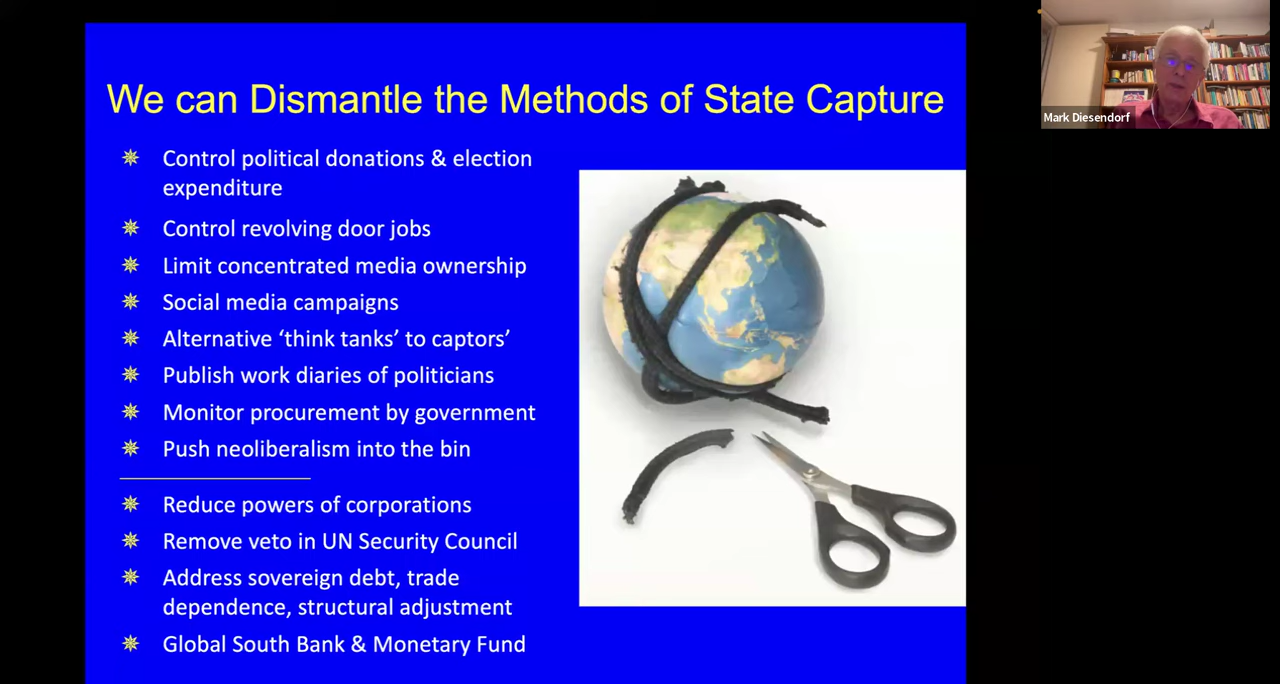 We can Dismantle the Methods of State Capture
Control political donations & election
expenditure
Control revolving door jobs
Limit concentrated media ownership
Social media campaigns
Alternative ‘think tanks’ to captors’
Publish work diaries of politicians
Monitor procurement by government
Push neoliberalism into the bin
Reduce powers of corporations
Remove veto in UN Security Council
Address sovereign debt, trade
dependence, structural adjustment
Global South Bank & Monetary Fund
Mark Diesendorf